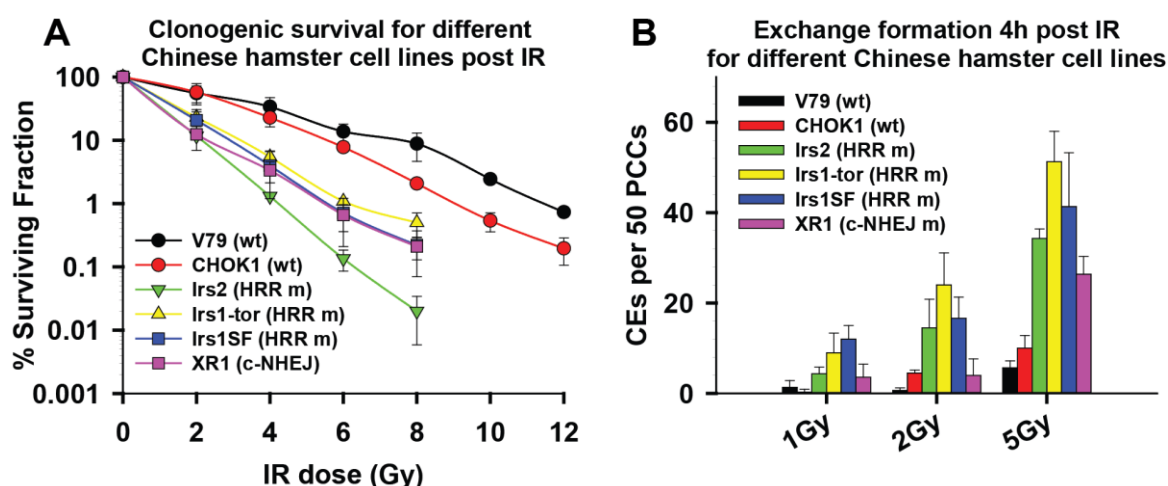 A
Clonogenic survival for different
Chinese hamster cell lines post IR
% Surviving Fraction
100
10
1
0.1
0.01
0.001
V79 (wt)
CHOK1 (wt)
Irs2 (HRR m)
Irs1-tor (HRR m)
Irs1SF (HRR m)
XR1 (c-NHEJ)
0 2 4 6 8 10 12
IR dose (Gy)
B
Exchange formation 4h post IR
for different Chinese hamster cell lines
CEs per 50 PCCs
60
40
20
0
V79 (wt)
CHOK1 (wt)
Irs2 (HRR m)
Irs1-tor (HRR m)
Irs1SF (HRR m)
XR1 (c-NHEJ m)
1Gy 2Gy 5Gy